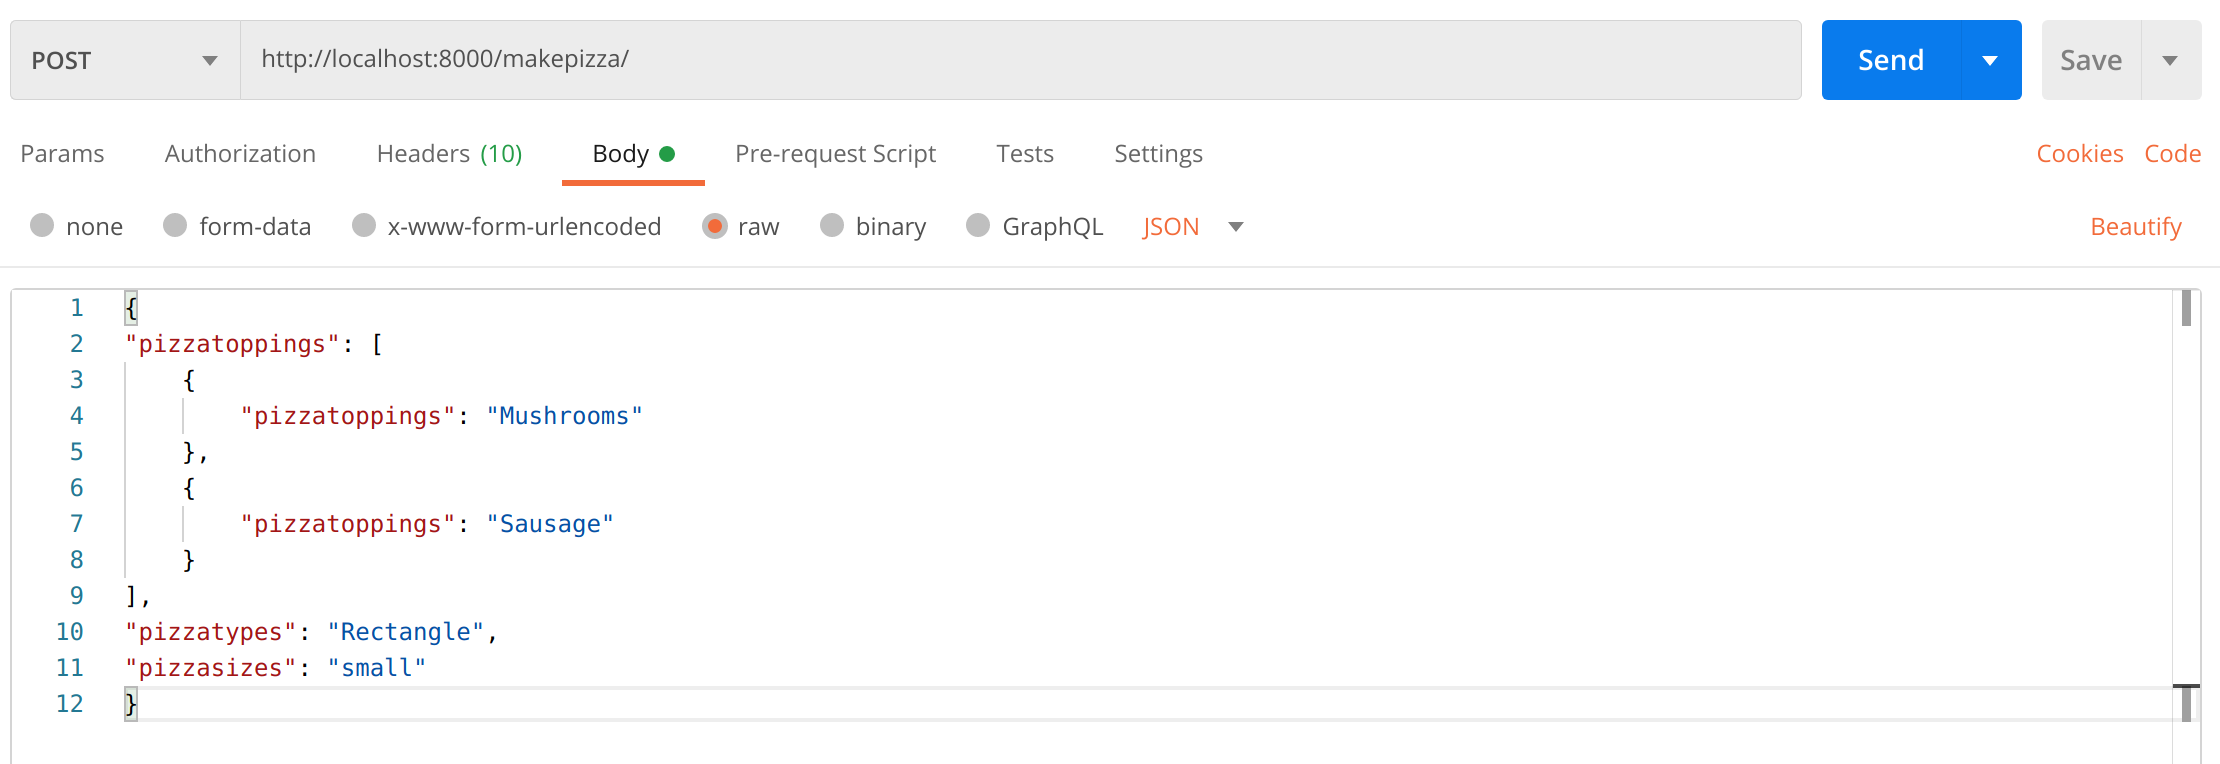 POST http://localhost:8000/makepizza/ Send Save
Params Authorization Headers (10) Body Pre-request Script Tests Settings Cookies Code
none form-data x-www-form-urlencoded raw binary GraphQL JSON Beautify
1 {
2 "pizzatoppings": [
3 {
4 "pizzatoppings": "Mushrooms"
5 },
6 {
7 "pizzatoppings": "Sausage"
8 }
9 ],
10 "pizzatypes": "Rectangle",
11 "pizzasizes": "small"
12 }